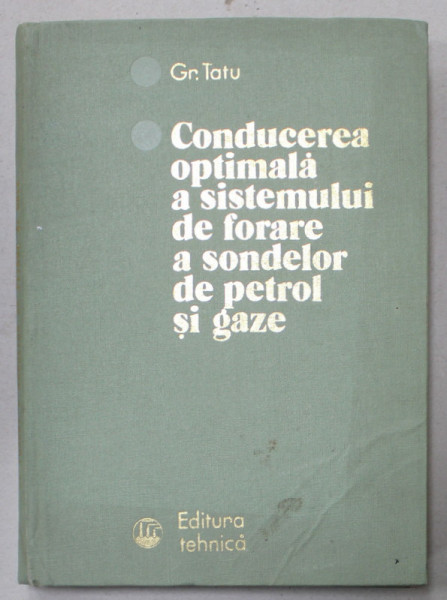 Gr. Tatu
Conducerea
optimală
a sistemului
de forare
a sondelor
de petrol
și gaze
Editura
tehnică